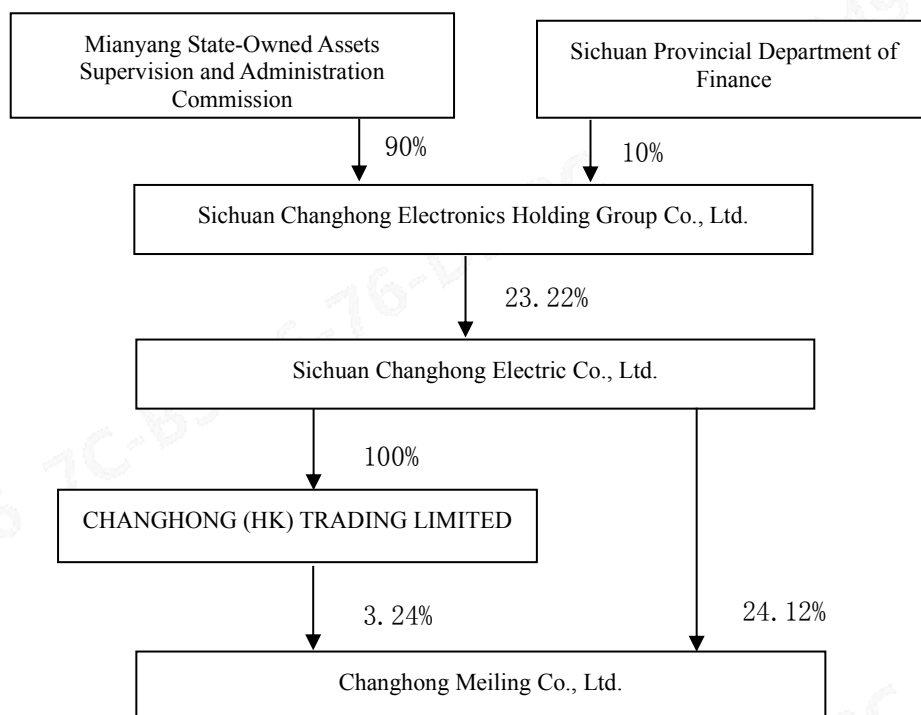 Mianyang State-Owned Assets
Supervision and Administration
Commission
Sichuan Provincial Department of
Finance
90%
10%
Sichuan Changhong Electronics Holding Group Co., Ltd.
23.22%
Sichuan Changhong Electric Co., Ltd.
100%
CHANGHONG (HK) TRADING LIMITED
3.24%
24.12%
Changhong Meiling Co., Ltd.